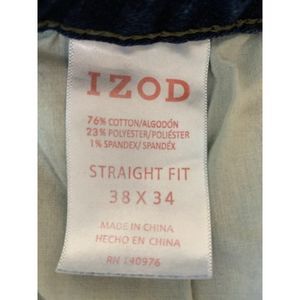 IZOD
76% COTTON/ALGODÓN
23% POLYESTER/POLIÉSTER
1% SPANDEX/SPANDÉX
STRAIGHT FIT
38 X 34
MADE IN CHINA
HECHO EN CHINA
RN 140976